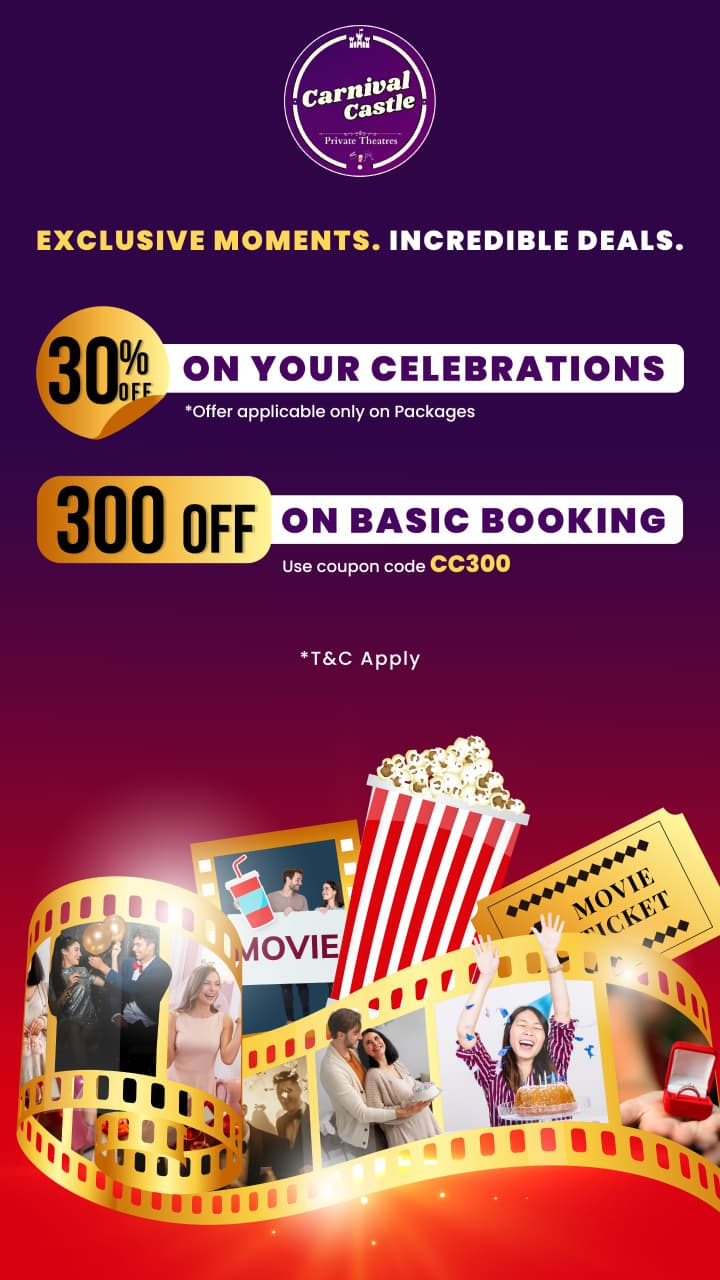 Carnival
Castle
Private Theatres
EXCLUSIVE MOMENTS. INCREDIBLE DEALS.
30% OFF ON YOUR CELEBRATIONS
*Offer applicable only on Packages
300 OFF ON BASIC BOOKING
Use coupon code CC300
*T&C Apply
MOVIE
MOVIE
TICKET